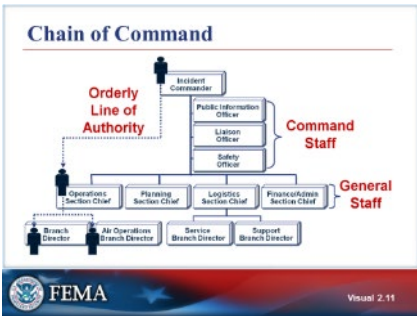 Chain of Command
Incident
Commander
Orderly
Line of
Authority
Public Information
Officer
Liaison
Officer
Safety
Officer
Command
Staff
Operations
Section Chief
Planning
Section Chief
Logistics
Section Chief
Finance/Admin
Section Chief
General
Staff
Branch
Director
Air Operations
Branch Director
Service
Branch Director
Support
Branch Director
FEMA
Visual 2.11